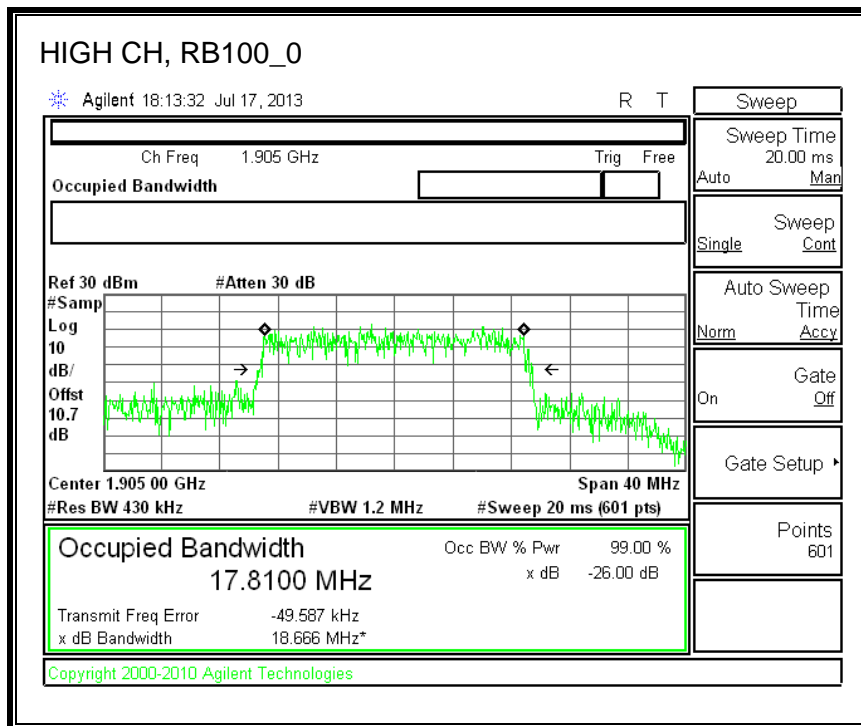 HIGH CH, RB100_0
Agilent 18:13:32 Jul 17, 2013 R T
Sweep
Ch Freq 1.905 GHz Trig Free
Occupied Bandwidth
Sweep Time
20.00 ms
Auto Man
Sweep
Single Cont
Auto Sweep
Time
Norm Accy
Gate
On Off
Gate Setup
Points
601
Ref 30 dBm #Atten 30 dB
#Samp
Log
10
dB/
Offst
10.7
dB
Center 1.905 00 GHz Span 40 MHz
#Res BW 430 kHz #VBW 1.2 MHz #Sweep 20 ms (601 pts)
Occupied Bandwidth Occ BW % Pwr 99.00 %
17.8100 MHz x dB -26.00 dB
Transmit Freq Error -49.587 kHz
x dB Bandwidth 18.666 MHz*
Copyright 2000-2010 Agilent Technologies